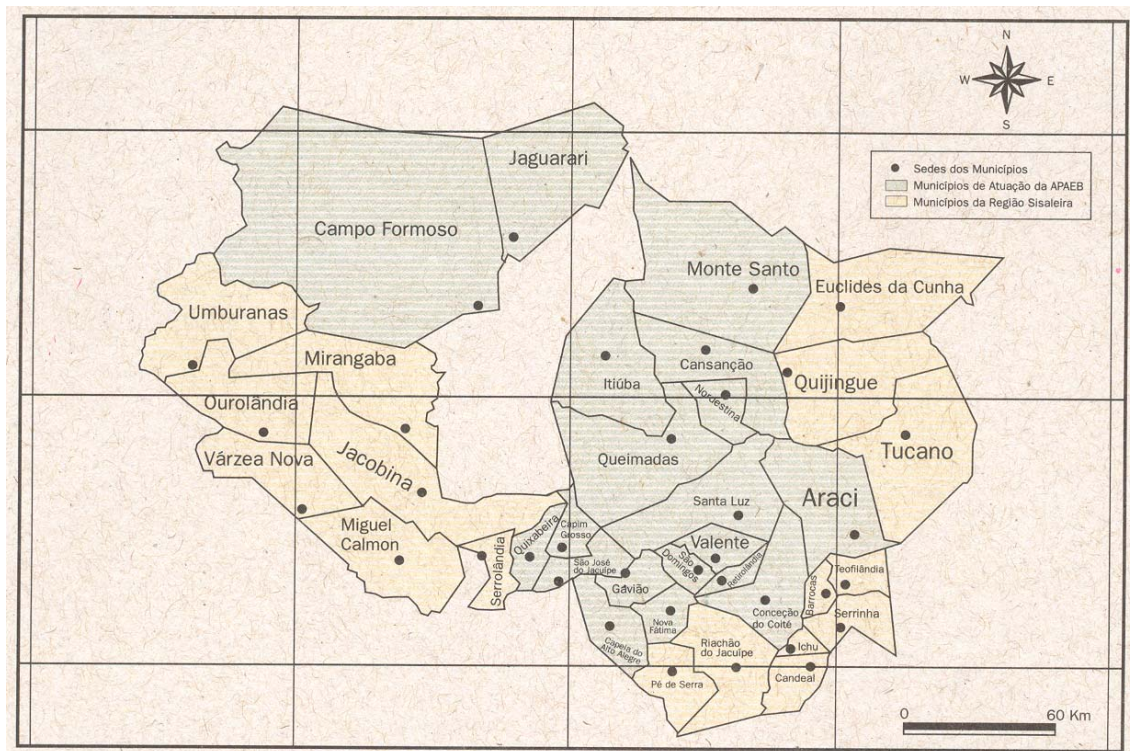 N
W
E
S
Sedes dos Municípios
Municípios de Atuação da APAEB
Municípios da Região Sisaleira
Jaguarari
Campo Formoso
Monte Santo
Euclides da Cunha
Umburanas
Mirangaba
Cansanção
Itiúba
Quijingue
Nordestina
Ourolândia
Tucano
Várzea Nova
Queimadas
Jacobina
Araci
Santa Luz
Miguel
Calmon
Quixabeira
Capim
Grosso
Valente
Serrolândia
São José
do Jacuípe
São
Domingos
Retirolândia
Teofilândia
Gavião
Barrocas
Serrinha
Nova
Fátima
Conceção
do Coité
Capela do
Alto Alegre
Riachão
do Jacuípe
Ichu
Pé de Serra
Candeal
0
60 Km